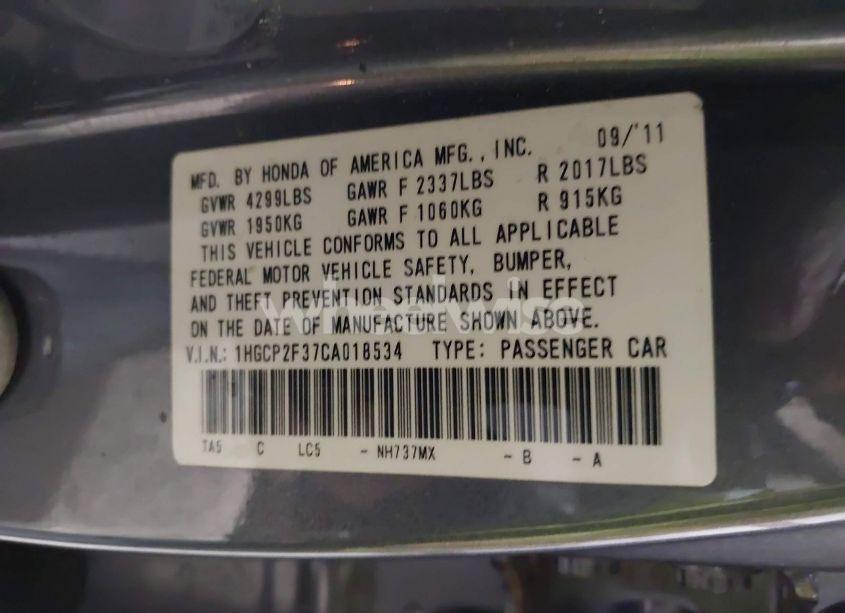 MFD. BY HONDA OF AMERICA MFG., INC. 09/'11
GVWR 4299LBS GAWR F 2337LBS R 2017LBS
GVWR 1950KG GAWR F 1060KG R 915KG
THIS VEHICLE CONFORMS TO ALL APPLICABLE
FEDERAL MOTOR VEHICLE SAFETY, BUMPER,
AND THEFT PREVENTION STANDARDS IN EFFECT
ON THE DATE OF MANUFACTURE SHOWN ABOVE.
V.I.N.: 1HGCP2F37CA018534 TYPE: PASSENGER CAR
TA5 C LC5 - NH737MX - B - A
wheelwise